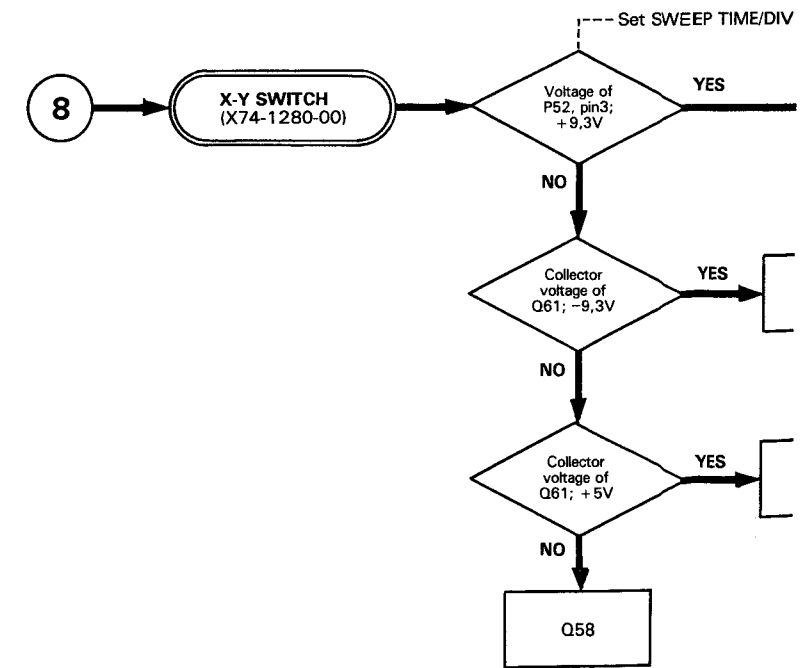 Set SWEEP TIME/DIV
8
X-Y SWITCH
(X74-1280-00)
Voltage of
P52, pin3;
+9,3V
YES
NO
Collector
voltage of
Q61; −9,3V
YES
NO
Collector
voltage of
Q61; +5V
YES
NO
Q58